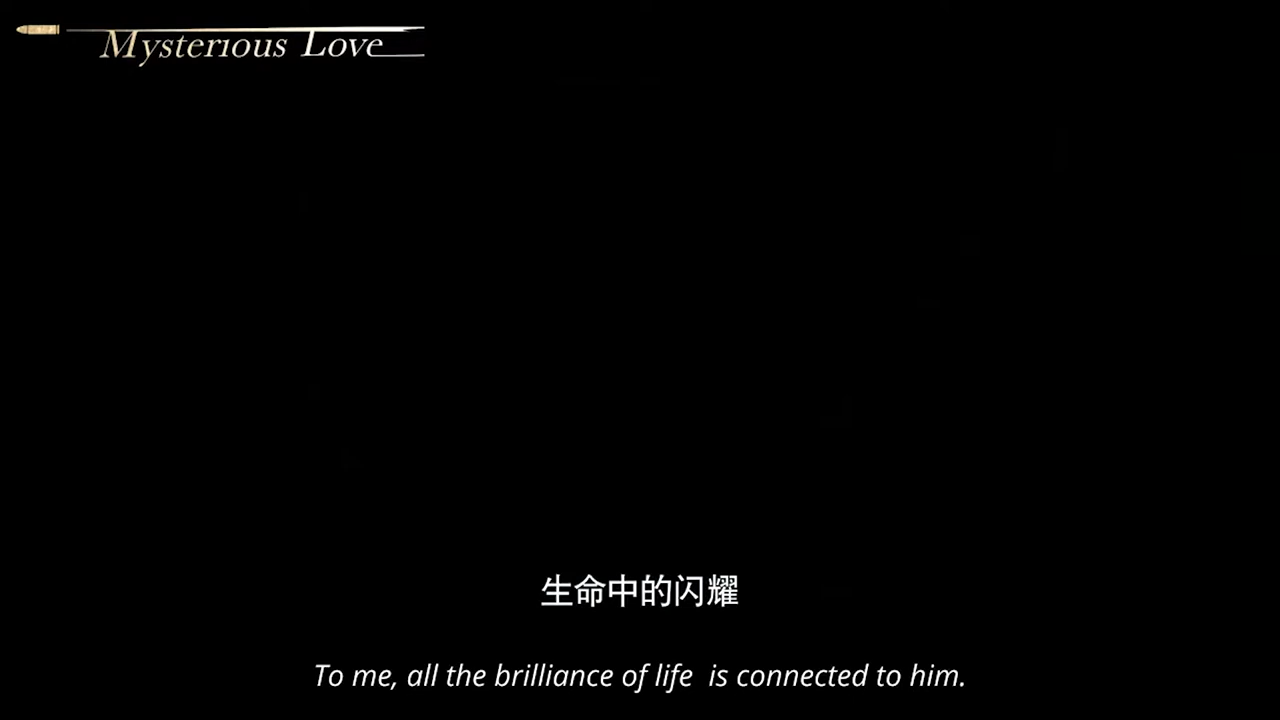 Mysterious Love
生命中的闪耀
To me, all the brilliance of life is connected to him.